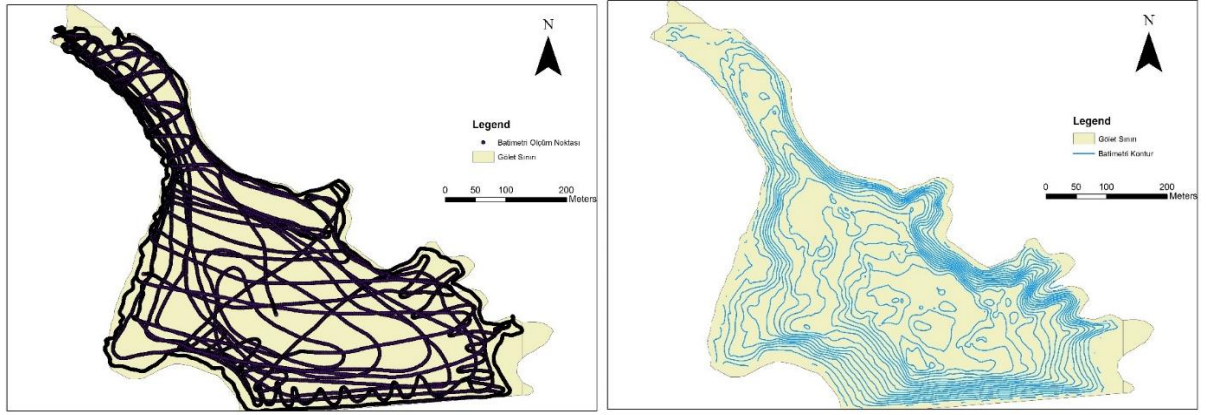 N
Legend
Batimetri Ölçüm Noktası
Gölet Sınırı
0 50 100 200
Meters
N
Legend
Gölet Sınırı
Batimetri Kontur
0 50 100 200
Meters